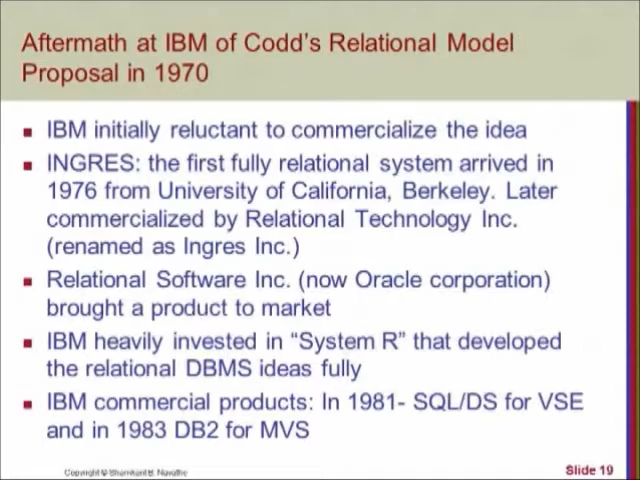 Aftermath at IBM of Codd's Relational Model
Proposal in 1970
IBM initially reluctant to commercialize the idea
INGRES: the first fully relational system arrived in
1976 from University of California, Berkeley. Later
commercialized by Relational Technology Inc.
(renamed as Ingres Inc.)
Relational Software Inc. (now Oracle corporation)
brought a product to market
IBM heavily invested in "System R" that developed
the relational DBMS ideas fully
IBM commercial products: In 1981- SQL/DS for VSE
and in 1983 DB2 for MVS
Copyright © Shamkant B. Navathe
Slide 19